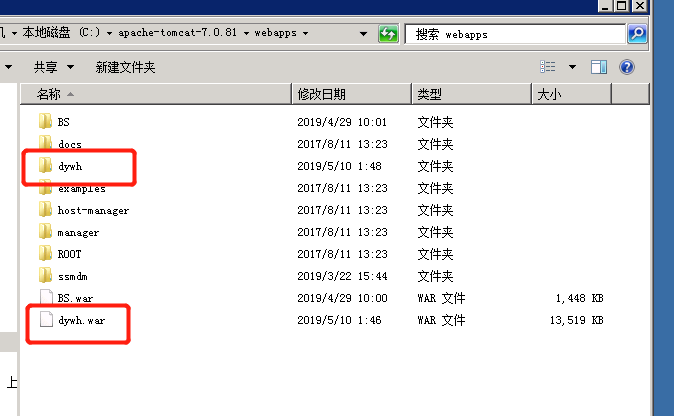 机 ▾ 本地磁盘 (C:) ▾ apache-tomcat-7.0.81 ▾ webapps ▾ 搜索 webapps
共享 ▾ 新建文件夹
名称 修改日期 类型 大小
BS 2019/4/29 10:01 文件夹
docs 2017/8/11 13:23 文件夹
dywh 2019/5/10 1:48 文件夹
examples 2017/8/11 13:23 文件夹
host-manager 2017/8/11 13:23 文件夹
manager 2017/8/11 13:23 文件夹
ROOT 2017/8/11 13:23 文件夹
ssmdm 2019/3/22 15:44 文件夹
BS.war 2019/4/29 10:00 WAR 文件 1,448 KB
dywh.war 2019/5/10 1:46 WAR 文件 13,519 KB
上